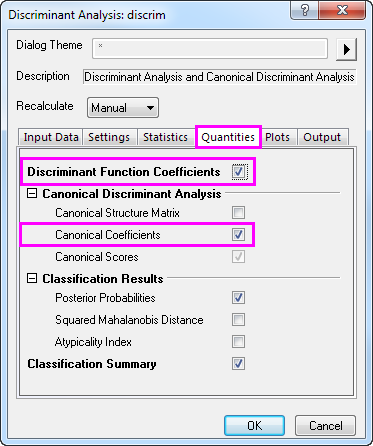 Discriminant Analysis: discrim
Dialog Theme *
Description Discriminant Analysis and Canonical Discriminant Analysis
Recalculate Manual
Input Data Settings Statistics Quantities Plots Output
Discriminant Function Coefficients
Canonical Discriminant Analysis
Canonical Structure Matrix
Canonical Coefficients
Canonical Scores
Classification Results
Posterior Probabilities
Squared Mahalanobis Distance
Atypicality Index
Classification Summary
OK Cancel